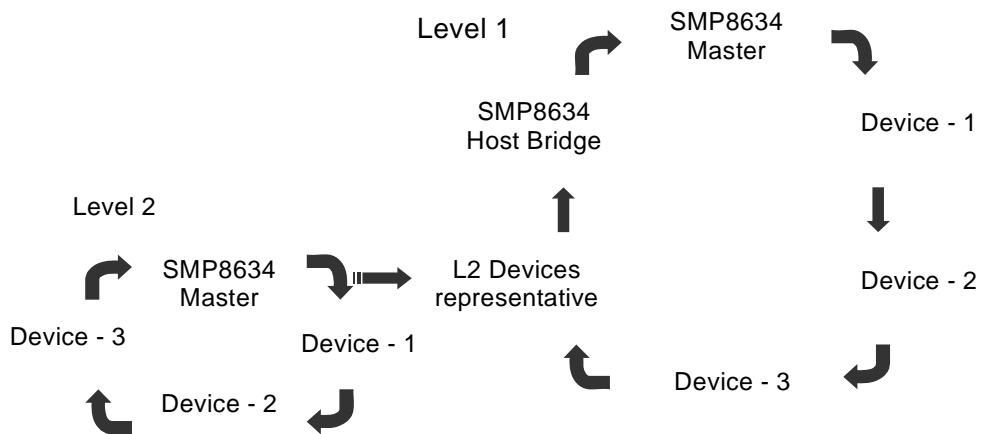 Level 1
SMP8634
Master
SMP8634
Host Bridge
Device - 1
Level 2
SMP8634
Master
L2 Devices
representative
Device - 2
Device - 3
Device - 1
Device - 3
Device - 2